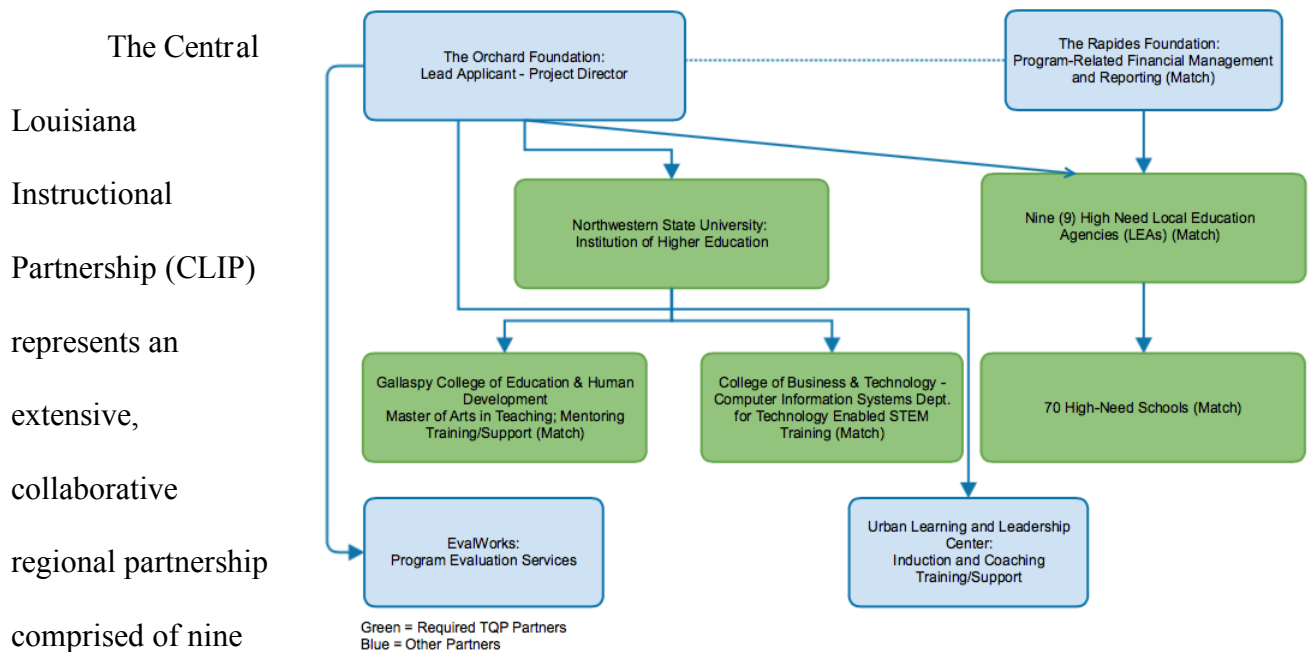 The Central
Louisiana
Instructional
Partnership (CLIP)
represents an
extensive,
collaborative
regional partnership
comprised of nine
The Orchard Foundation:
Lead Applicant - Project Director
The Rapides Foundation:
Program-Related Financial Management
and Reporting (Match)
Northwestern State University:
Institution of Higher Education
Nine (9) High Need Local Education
Agencies (LEAs) (Match)
Gallaspy College of Education & Human
Development
Master of Arts in Teaching; Mentoring
Training/Support (Match)
College of Business & Technology -
Computer Information Systems Dept.
for Technology Enabled STEM
Training (Match)
70 High-Need Schools (Match)
EvalWorks:
Program Evaluation Services
Urban Learning and Leadership
Center:
Induction and Coaching
Training/Support
Green = Required TQP Partners
Blue = Other Partners